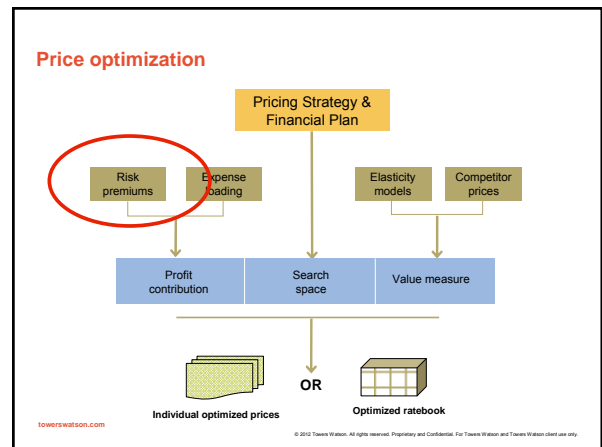 Price optimization
Pricing Strategy &
Financial Plan
Risk
premiums
Expense
loading
Elasticity
models
Competitor
prices
Profit
contribution
Search
space
Value measure
OR
Individual optimized prices
Optimized ratebook
towerswatson.com
© 2012 Towers Watson. All rights reserved. Proprietary and Confidential. For Towers Watson and Towers Watson client use only.